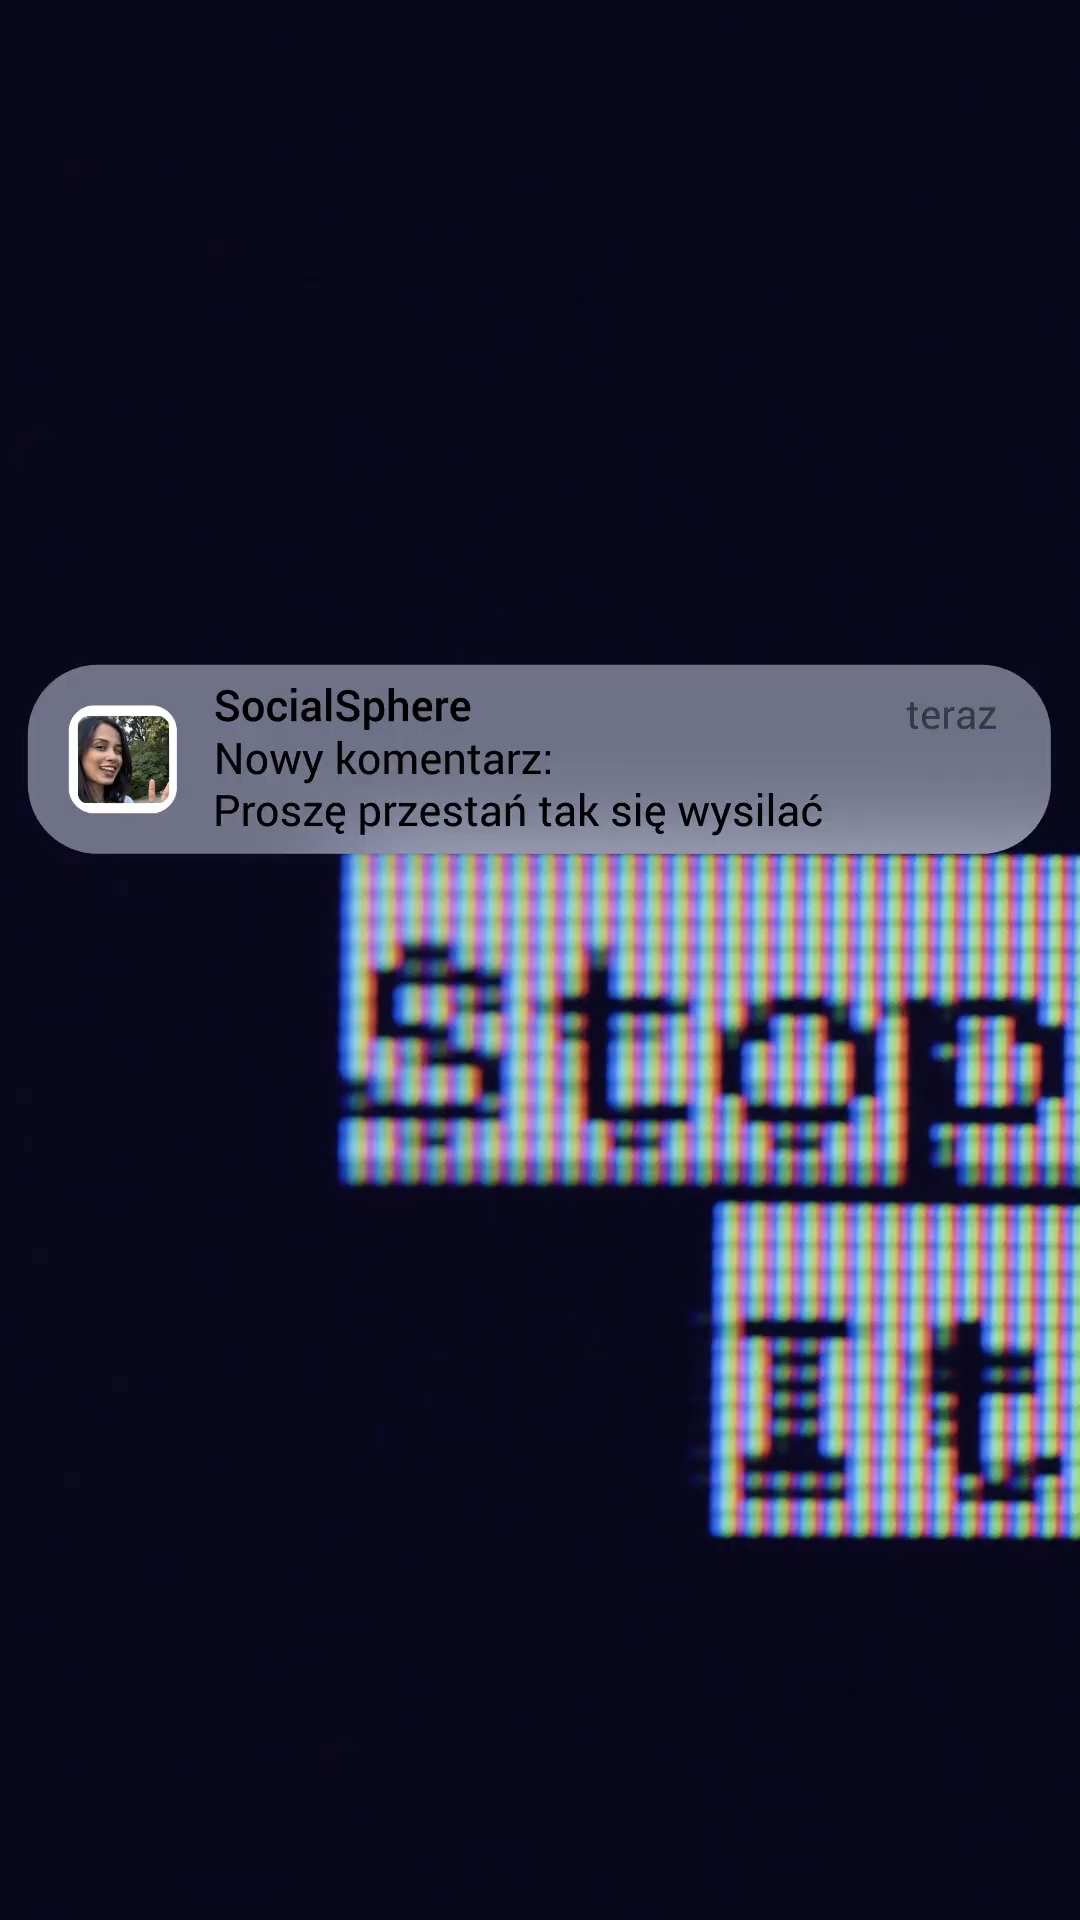 SocialSphere
teraz
Nowy komentarz:
Proszę przestań tak się wysilać
Stop
It